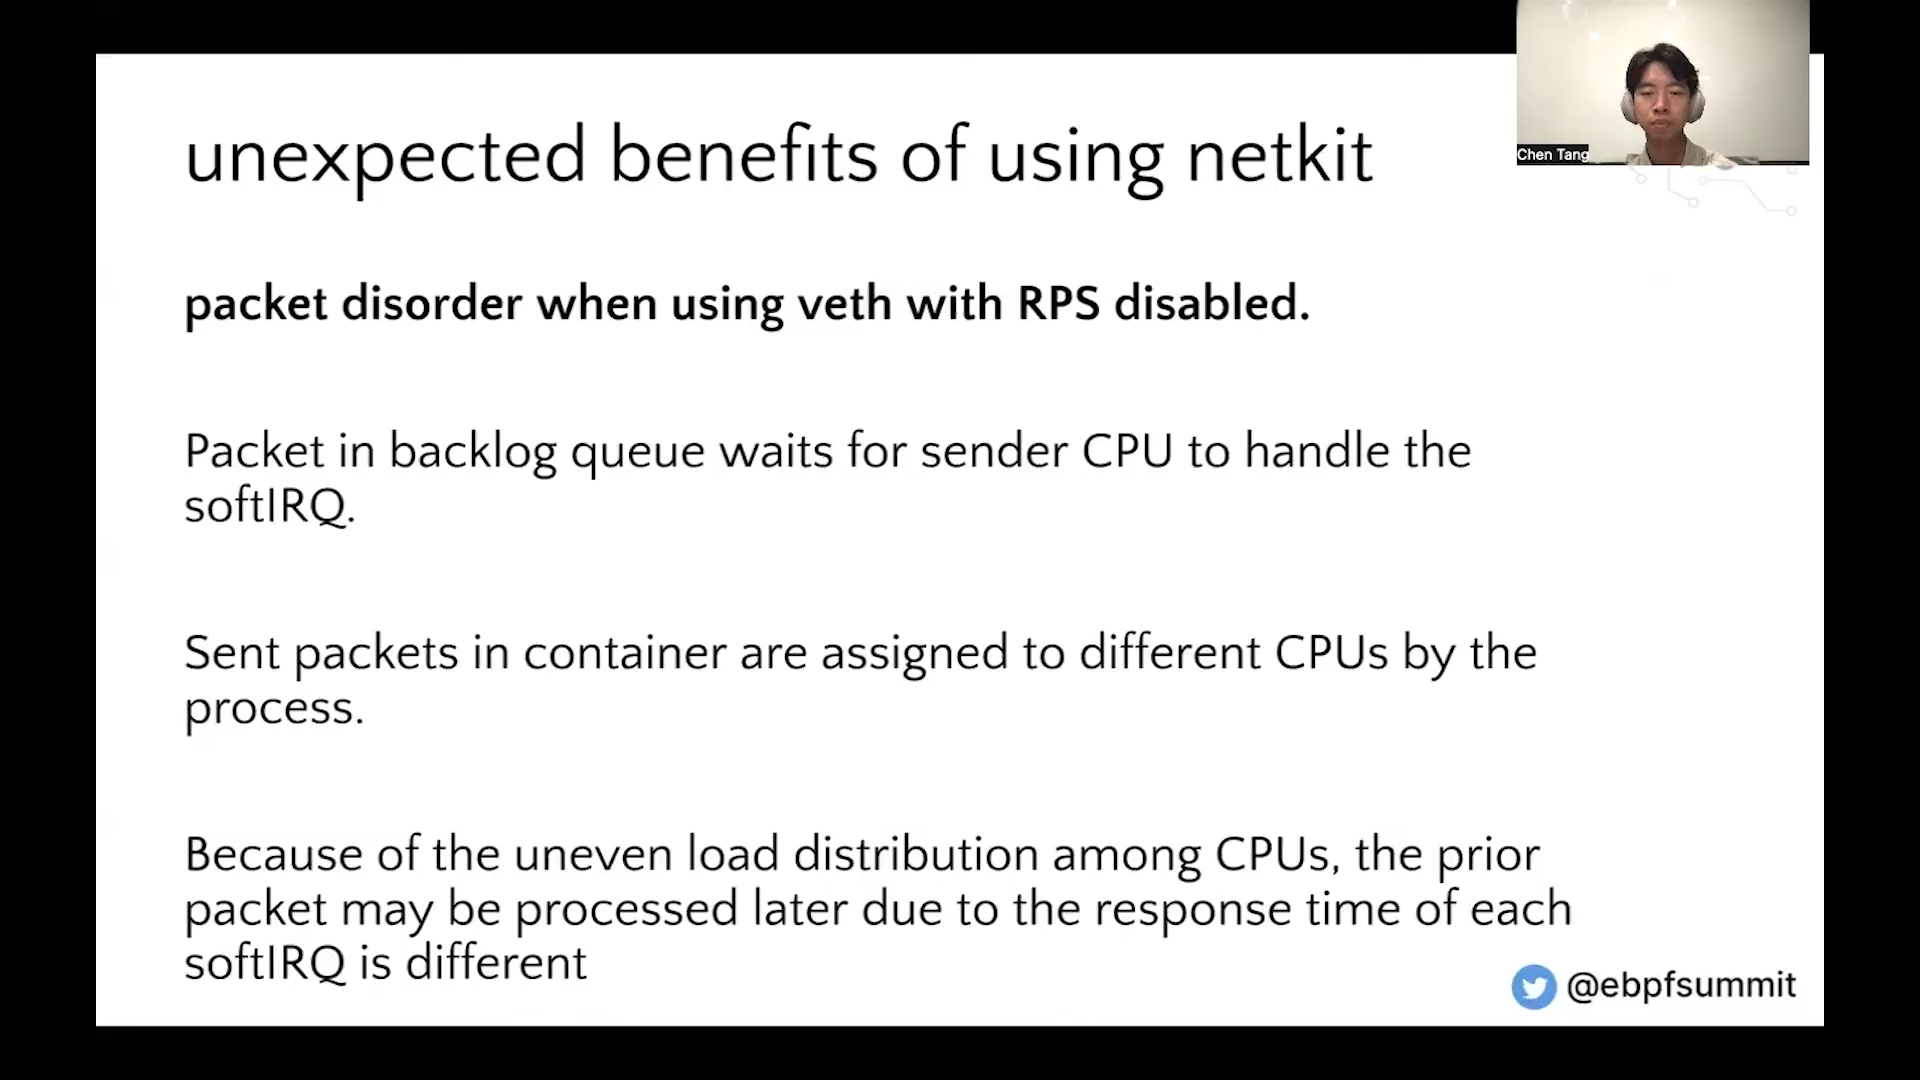 unexpected benefits of using netkit
Chen Tang
packet disorder when using veth with RPS disabled.
Packet in backlog queue waits for sender CPU to handle the
softIRQ.
Sent packets in container are assigned to different CPUs by the
process.
Because of the uneven load distribution among CPUs, the prior
packet may be processed later due to the response time of each
softIRQ is different
@ebpfsummit